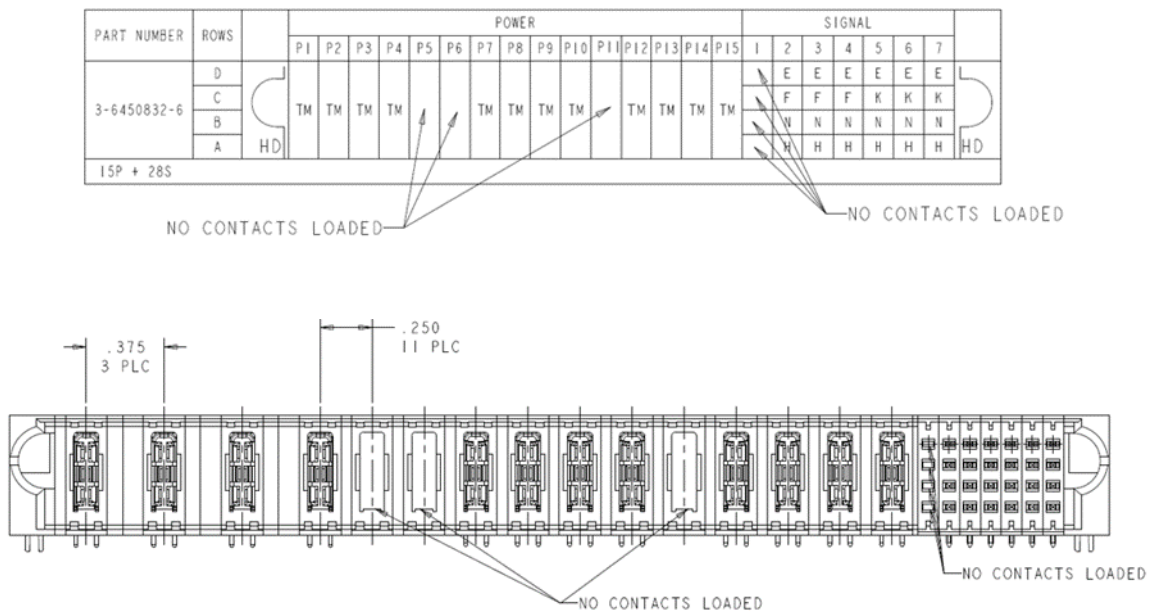 PART NUMBER ROWS POWER SIGNAL
P1 P2 P3 P4 P5 P6 P7 P8 P9 P10 P11 P12 P13 P14 P15 1 2 3 4 5 6 7
3-6450832-6
D E E E E E E
C F F F K K K
TM TM TM TM TM TM TM TM TM TM TM TM
B N N N N N N
A HD H H H H H H HD
15P + 28S
NO CONTACTS LOADED NO CONTACTS LOADED
.375
3 PLC
.250
11 PLC
NO CONTACTS LOADED
NO CONTACTS LOADED